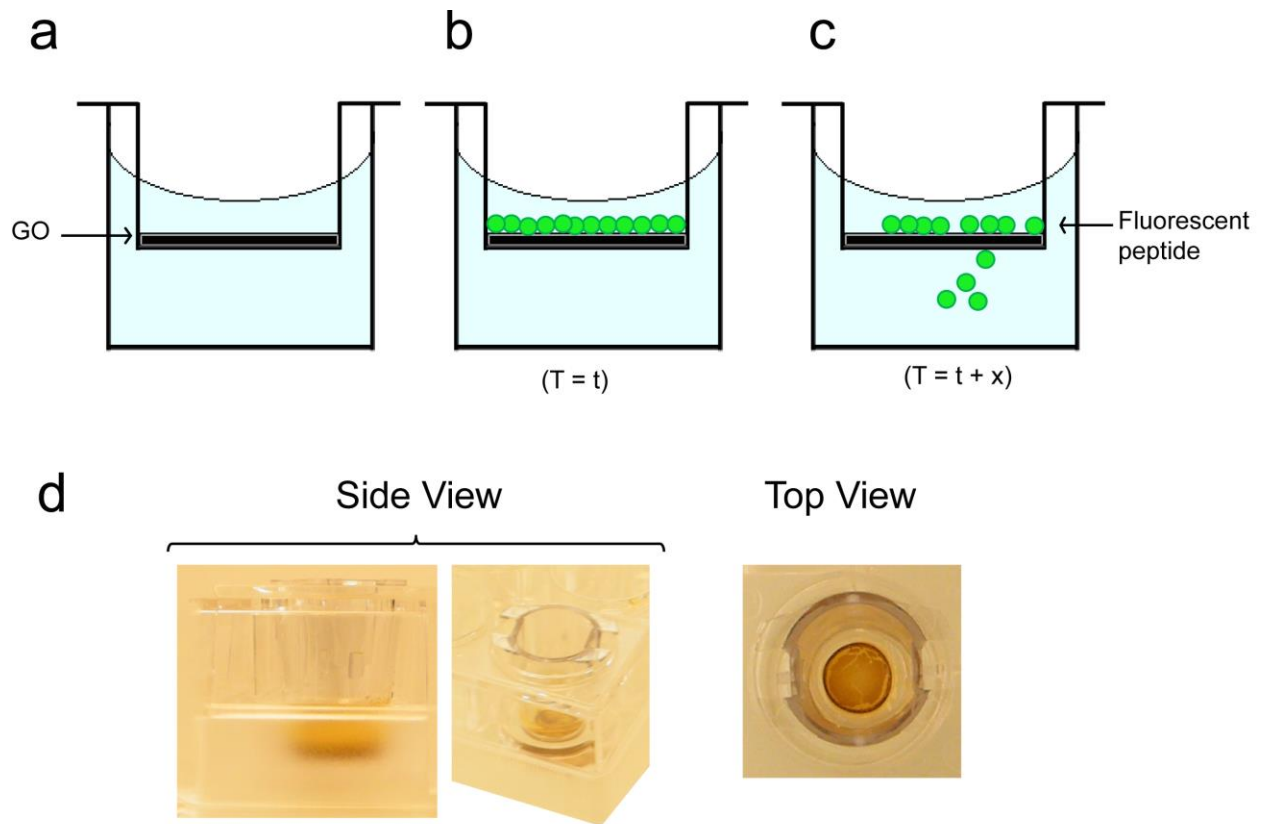 a
b
c
GO
Fluorescent
peptide
(T = t)
(T = t + x)
d
Side View
Top View